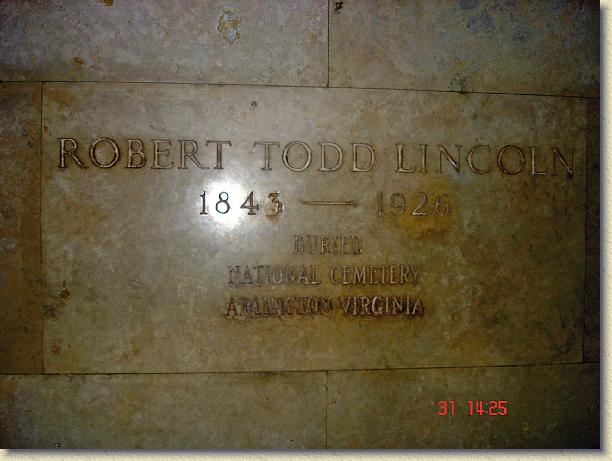 ROBERT TODD LINCOLN
1843 — 1926
BURIED
NATIONAL CEMETERY
ARLINGTON VIRGINIA
31 14:25